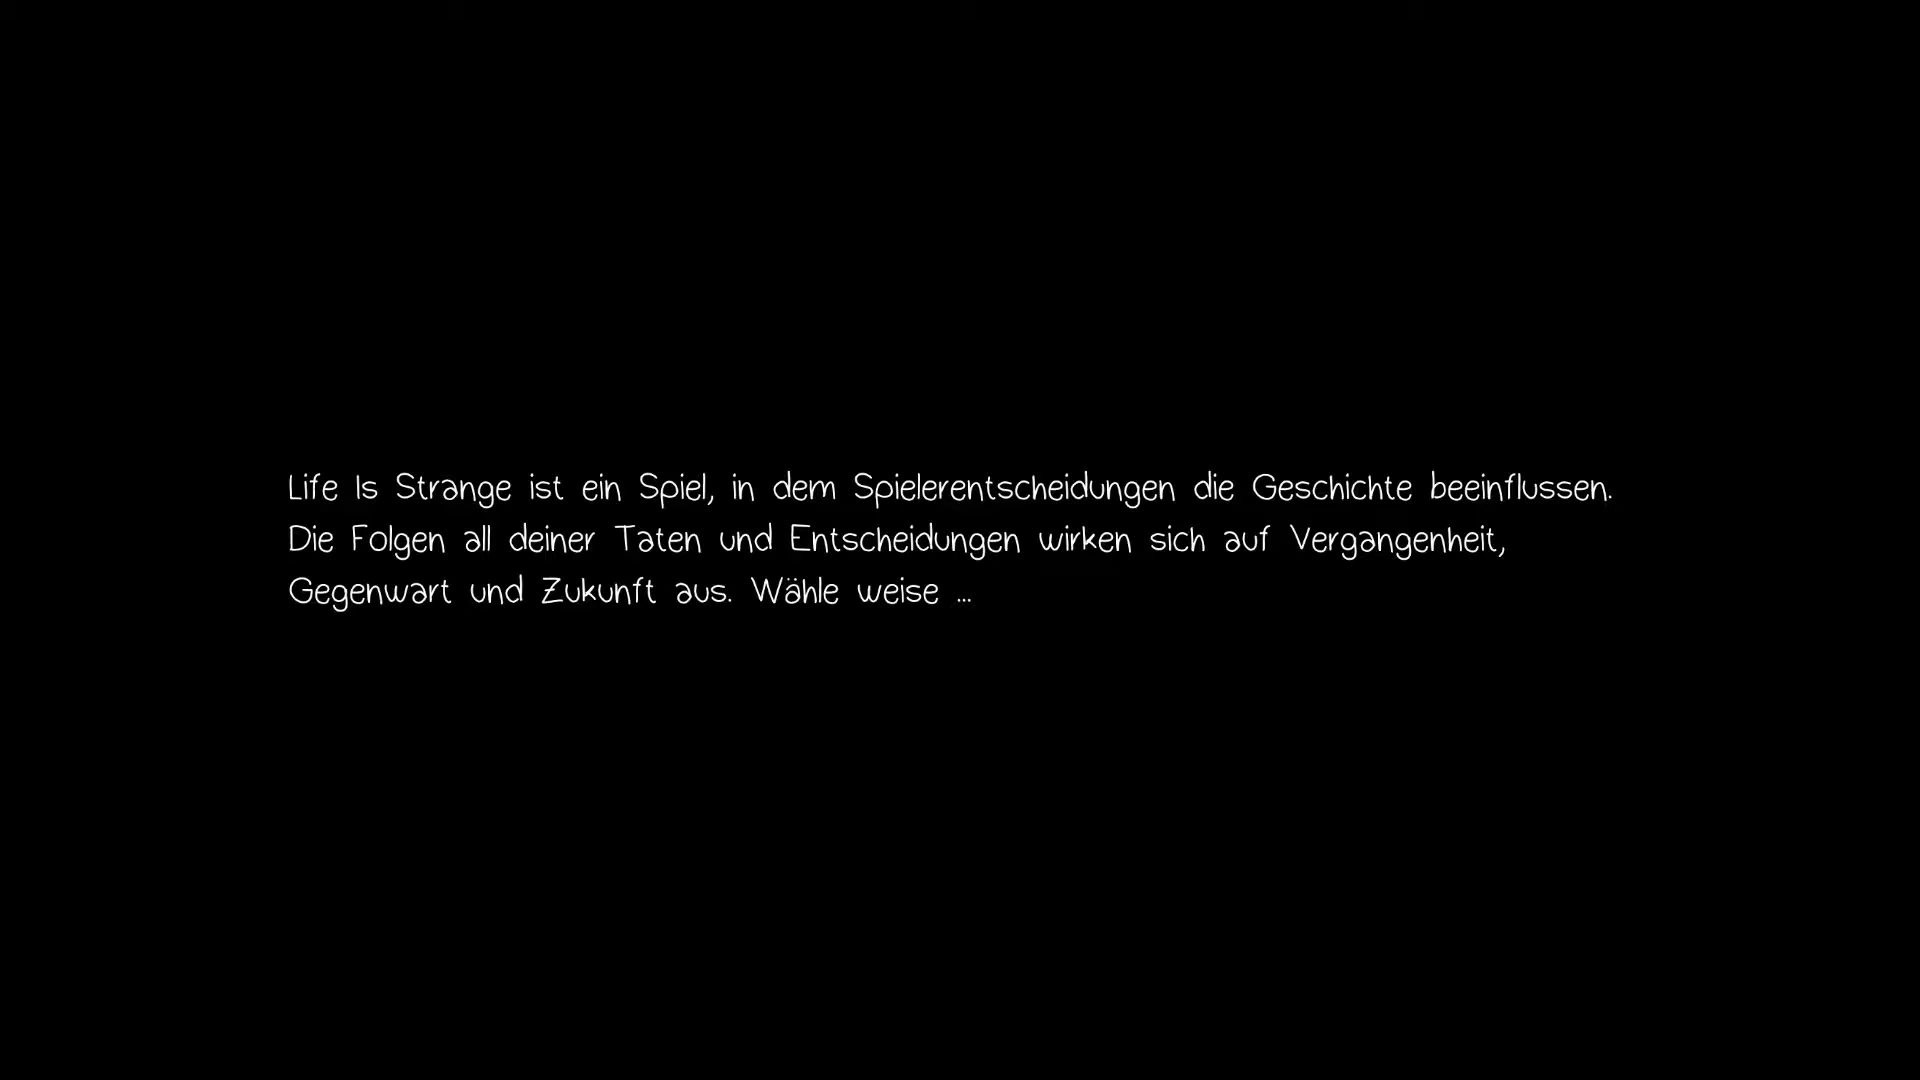 Life Is Strange ist ein Spiel, in dem Spielerentscheidungen die Geschichte beeinflussen.
Die Folgen all deiner Taten und Entscheidungen wirken sich auf Vergangenheit,
Gegenwart und Zukunft aus. Wähle weise ...